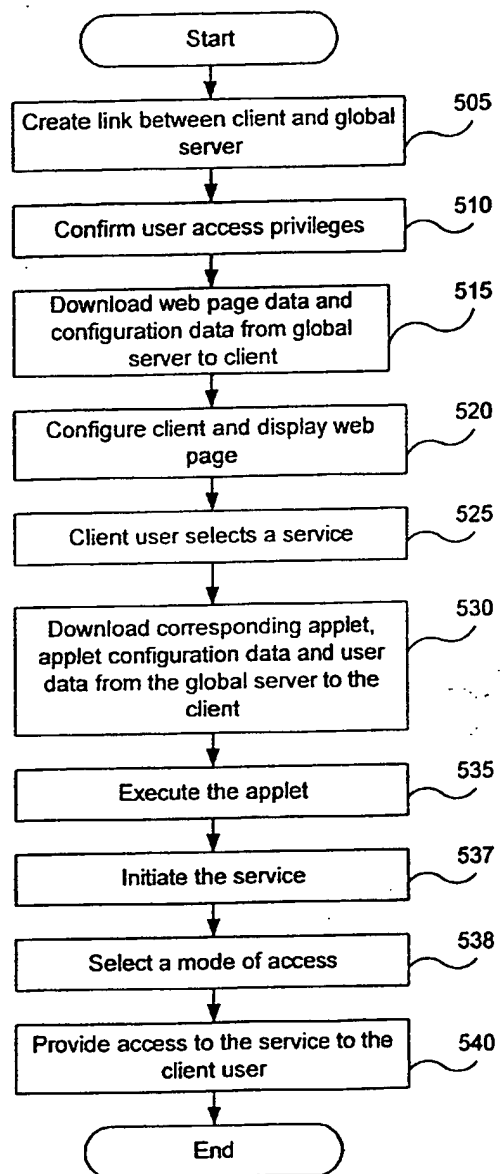 Start
505
Create link between client and global
server
510
Confirm user access privileges
515
Download web page data and
configuration data from global
server to client
520
Configure client and display web
page
525
Client user selects a service
530
Download corresponding applet,
applet configuration data and user
data from the global server to the
client
535
Execute the applet
537
Initiate the service
538
Select a mode of access
540
Provide access to the service to the
client user
End